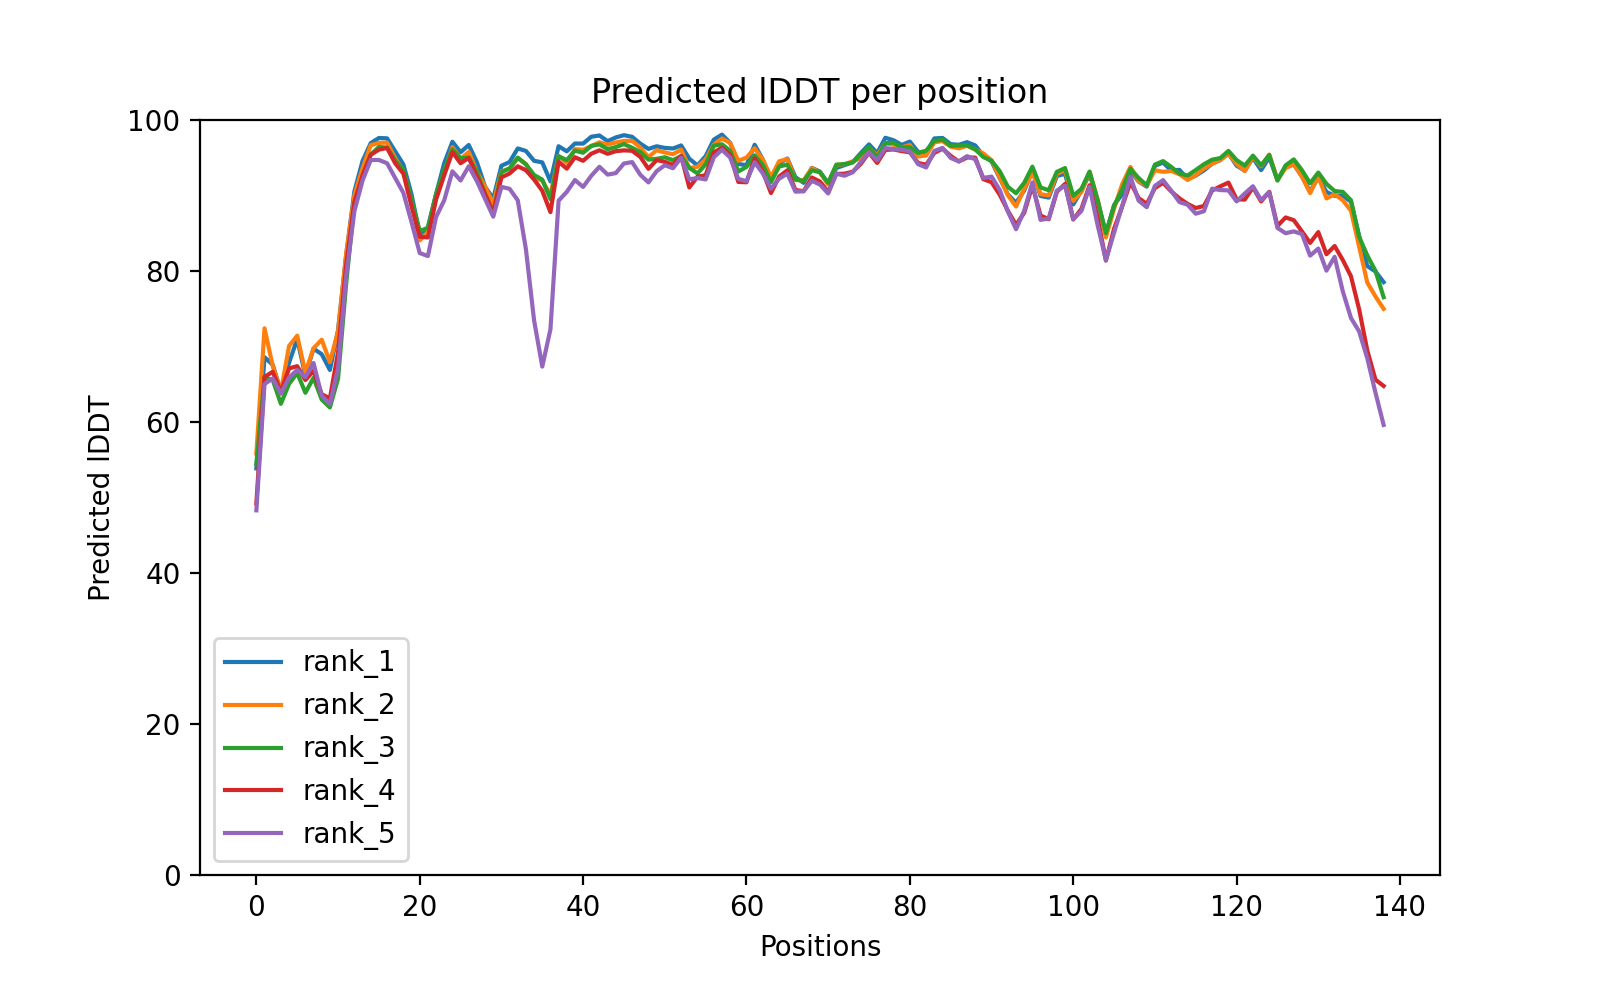 Predicted lDDT per position
100
80
60
40
20
0
Predicted lDDT
rank_1
rank_2
rank_3
rank_4
rank_5
0 20 40 60 80 100 120 140
Positions